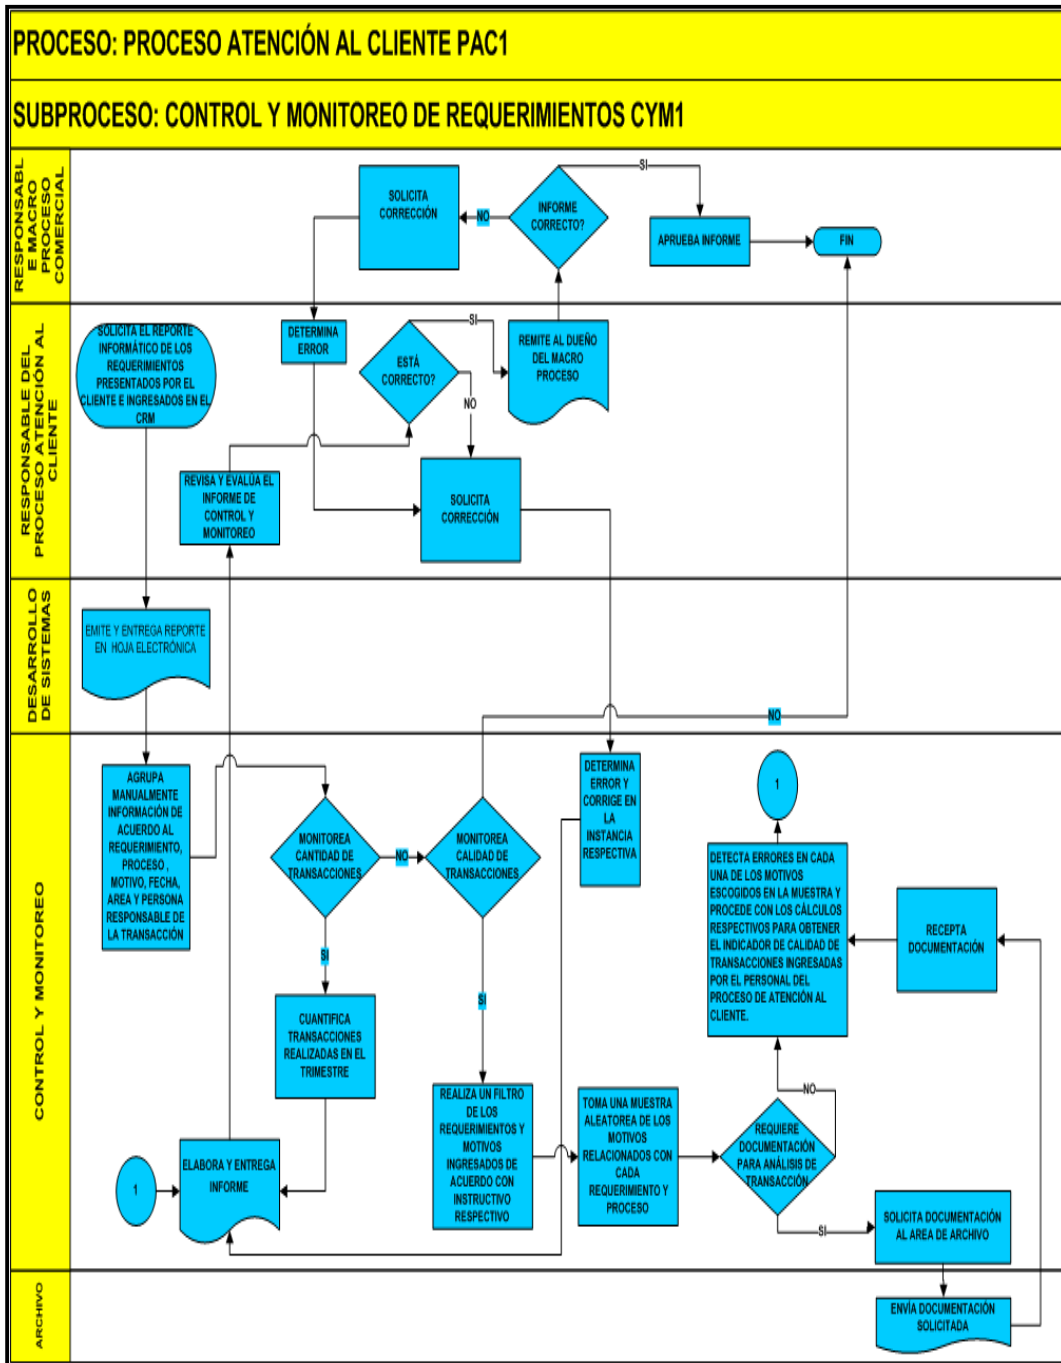 PROCESO: PROCESO ATENCIÓN AL CLIENTE PAC1
SUBPROCESO: CONTROL Y MONITOREO DE REQUERIMIENTOS CYM1
RESPONSABL
E MACRO
PROCESO
COMERCIAL
SOLICITA
CORRECCIÓN
NO
INFORME
CORRECTO?
SI
APRUEBA INFORME
FIN
RESPONSABLE DEL
PROCESO ATENCIÓN AL
CLIENTE
SOLICITA EL REPORTE
INFORMÁTICO DE LOS
REQUERIMIENTOS
PRESENTADOS POR EL
CLIENTE E INGRESADOS EN EL
CRM
DETERMINA
ERROR
ESTÁ
CORRECTO?
SI
NO
REMITE AL DUEÑO
DEL MACRO
PROCESO
REVISA Y EVALÚA EL
INFORME DE
CONTROL Y
MONITOREO
SOLICITA
CORRECCIÓN
DESARROLLO
DE SISTEMAS
EMITE Y ENTREGA REPORTE
EN HOJA ELECTRÓNICA
NO
CONTROL Y MONITOREO
AGRUPA
MANUALMENTE
INFORMACIÓN DE
ACUERDO AL
REQUERIMIENTO,
PROCESO ,
MOTIVO, FECHA,
AREA Y PERSONA
RESPONSABLE DE
LA TRANSACCIÓN
MONITOREA
CANTIDAD DE
TRANSACCIONES
NO
MONITOREA
CALIDAD DE
TRANSACCIONES
DETERMINA
ERROR Y
CORRIGE EN
LA
INSTANCIA
RESPECTIVA
1
DETECTA ERRORES EN CADA
UNA DE LOS MOTIVOS
ESCOGIDOS EN LA MUESTRA Y
PROCEDE CON LOS CÁLCULOS
RESPECTIVOS PARA OBTENER
EL INDICADOR DE CALIDAD DE
TRANSACCIONES INGRESADAS
POR EL PERSONAL DEL
PROCESO DE ATENCIÓN AL
CLIENTE.
RECEPTA
DOCUMENTACIÓN
SI
SI
CUANTIFICA
TRANSACCIONES
REALIZADAS EN EL
TRIMESTRE
NO
REALIZA UN FILTRO
DE LOS
REQUERIMIENTOS Y
MOTIVOS
INGRESADOS DE
ACUERDO CON
INSTRUCTIVO
RESPECTIVO
TOMA UNA MUESTRA
ALEATOREA DE LOS
MOTIVOS
RELACIONADOS CON
CADA
REQUERIMIENTO Y
PROCESO
REQUIERE
DOCUMENTACIÓN
PARA ANÁLISIS DE
TRANSACCIÓN
1
ELABORA Y ENTREGA
INFORME
SI
SOLICITA DOCUMENTACIÓN
AL AREA DE ARCHIVO
ARCHIVO
ENVÍA DOCUMENTACIÓN
SOLICITADA